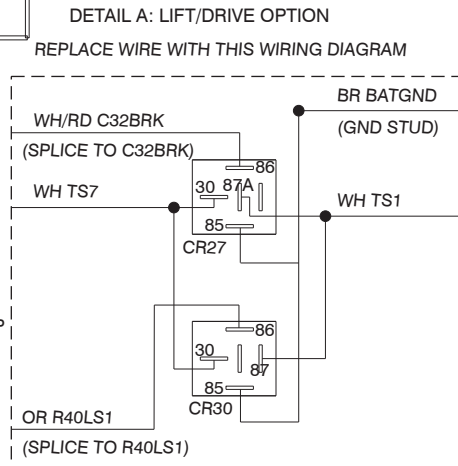 DETAIL A: LIFT/DRIVE OPTION
REPLACE WIRE WITH THIS WIRING DIAGRAM
BR BATGND
(GND STUD)
WH/RD C32BRK
(SPLICE TO C32BRK)
86
30 87A
WH TS7
WH TS1
85
CR27
86
30
87
85
CR30
OR R40LS1
(SPLICE TO R40LS1)